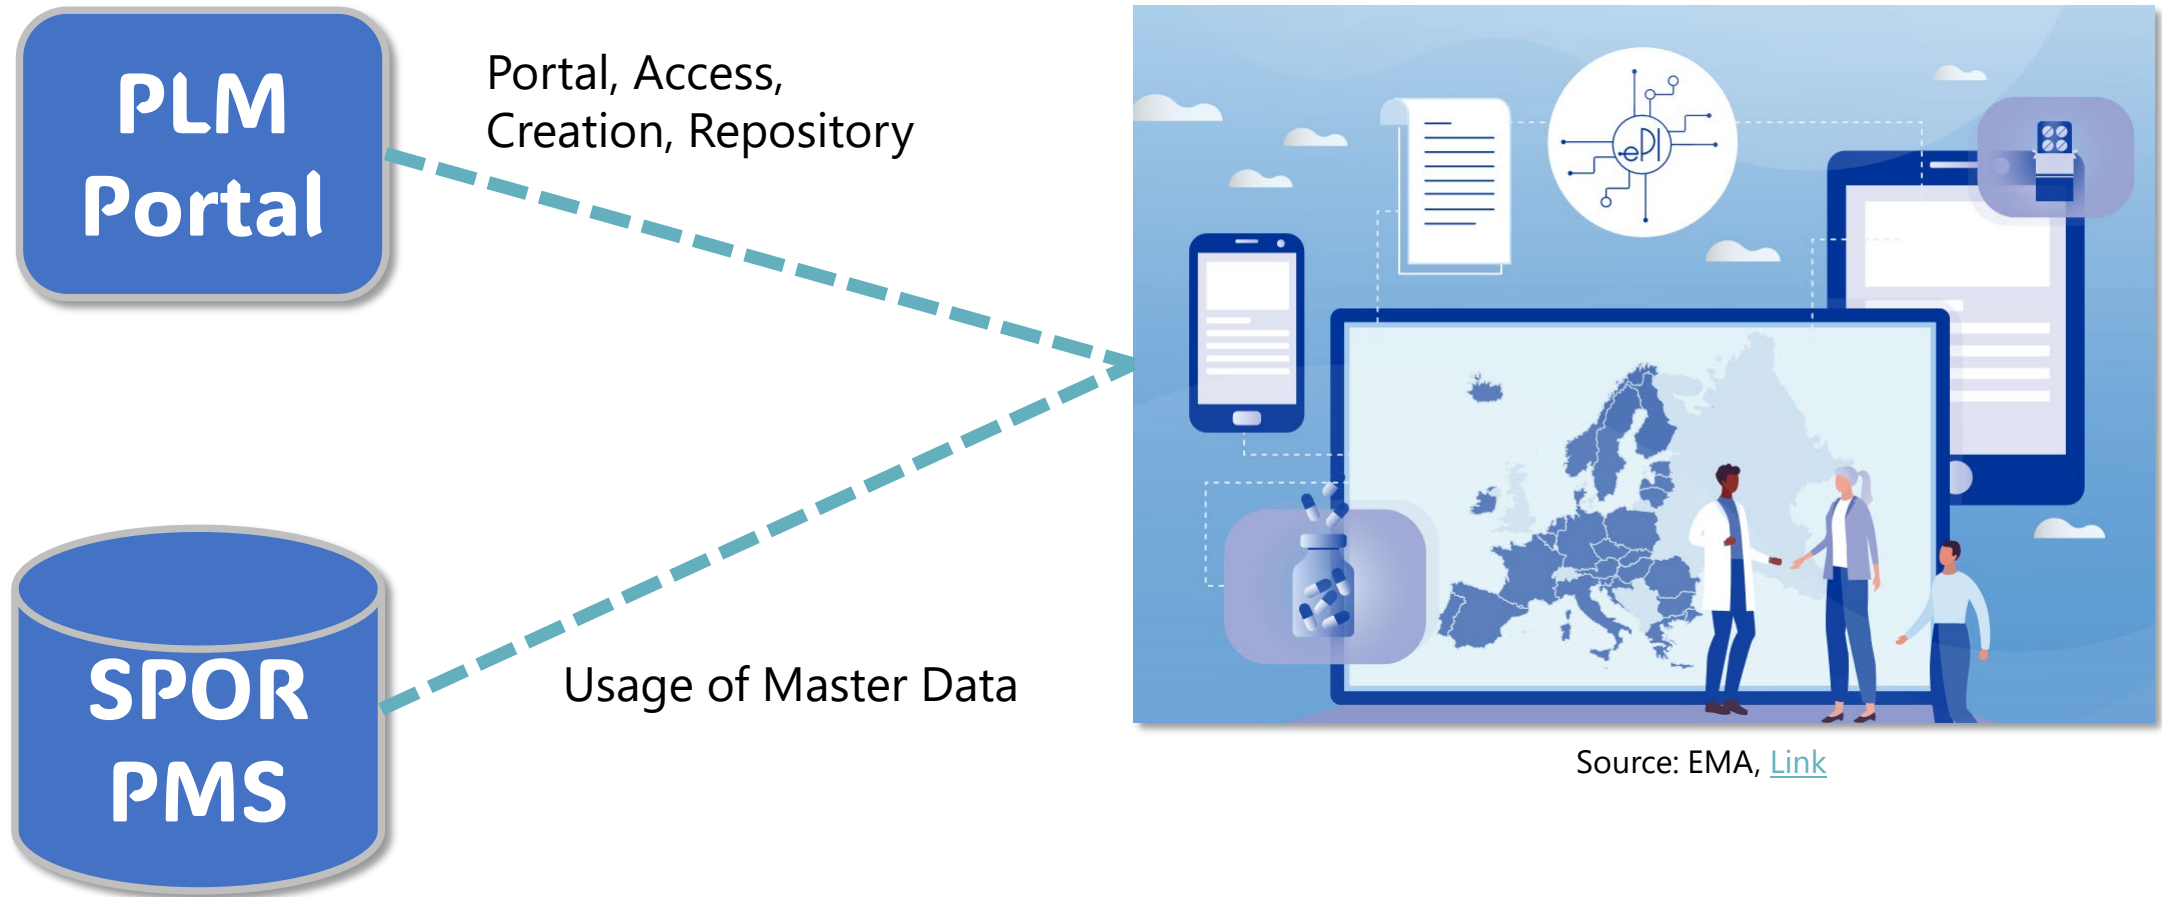 PLM
Portal
Portal, Access,
Creation, Repository
ePI
SPOR
PMS
Usage of Master Data
Source: EMA, Link